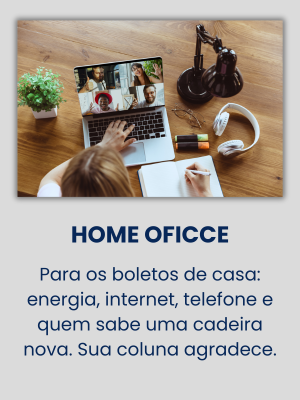 HOME OFICCE
Para os boletos de casa:
energia, internet, telefone e
quem sabe uma cadeira
nova. Sua coluna agradece.